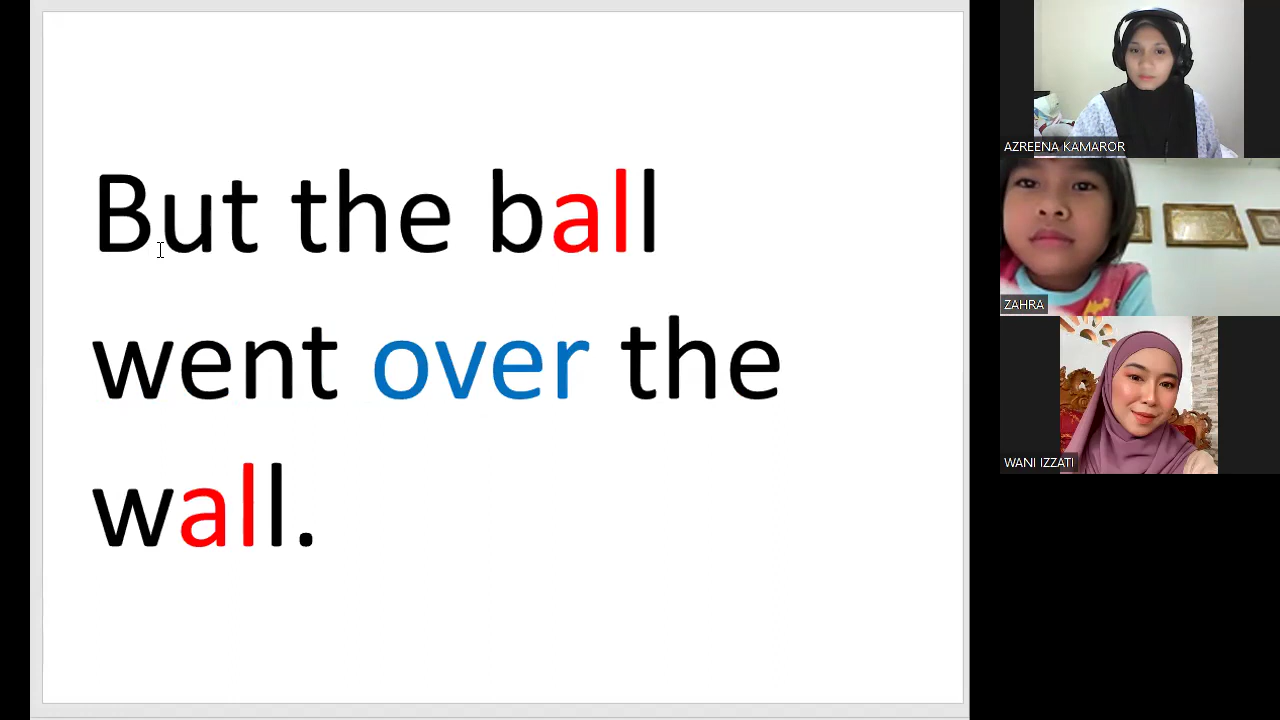 But the ball
went over the
wall.
AZREENA KAMAROR
ZAHRA
WANI IZZATI